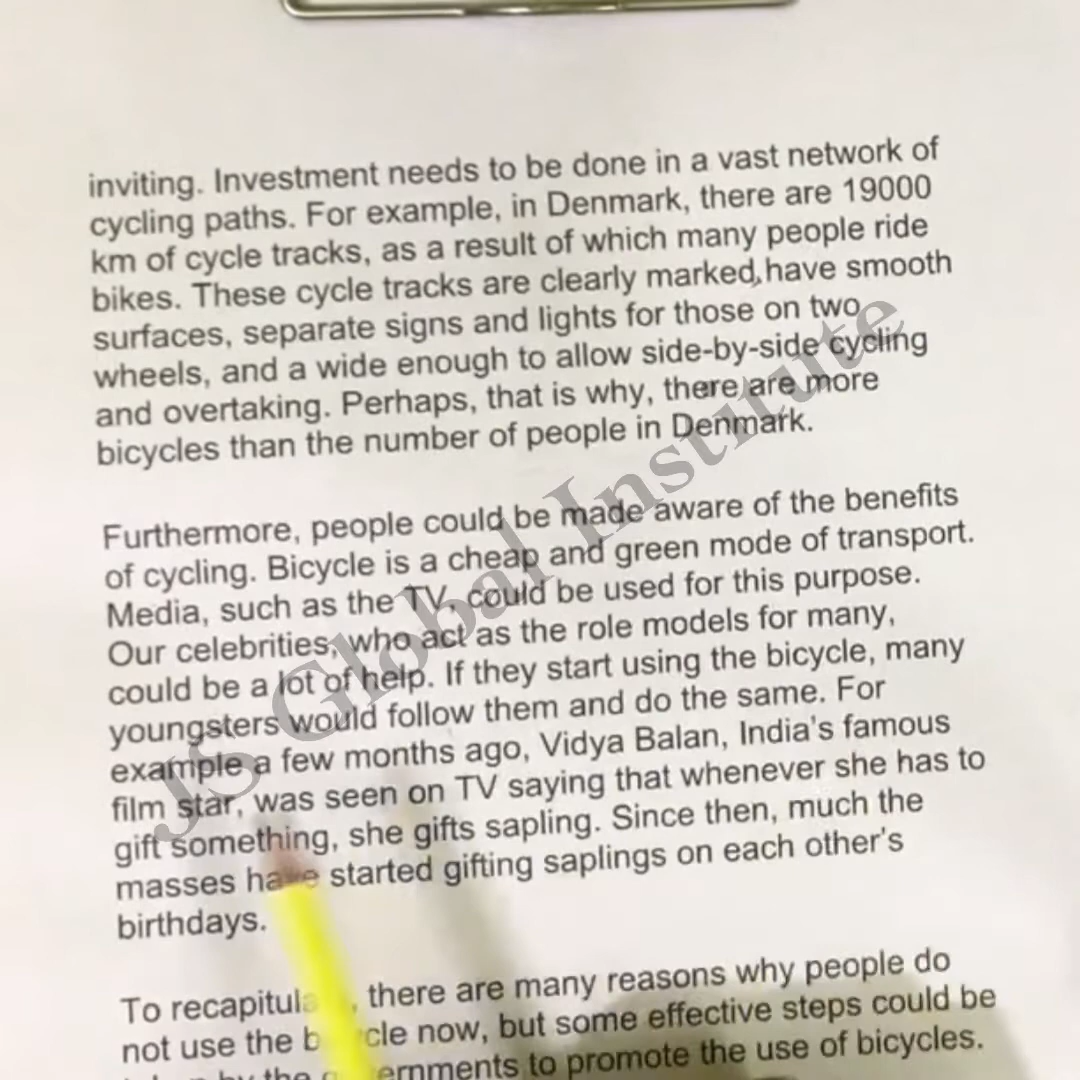 inviting. Investment needs to be done in a vast network of
cycling paths. For example, in Denmark, there are 19000
km of cycle tracks, as a result of which many people ride
bikes. These cycle tracks are clearly marked, have smooth
surfaces, separate signs and lights for those on two
wheels, and a wide enough to allow side-by-side cycling
and overtaking. Perhaps, that is why, there are more
bicycles than the number of people in Denmark.
Furthermore, people could be made aware of the benefits
of cycling. Bicycle is a cheap and green mode of transport.
Media, such as the TV, could be used for this purpose.
Our celebrities, who act as the role models for many,
could be a lot of help. If they start using the bicycle, many
youngsters would follow them and do the same. For
example a few months ago, Vidya Balan, India's famous
film star, was seen on TV saying that whenever she has to
gift something, she gifts sapling. Since then, much the
masses have started gifting saplings on each other's
birthdays.
To there are many reasons why people do
not use the now, but some effective steps could be
the to promote the use of bicycles.
JS Global Institute